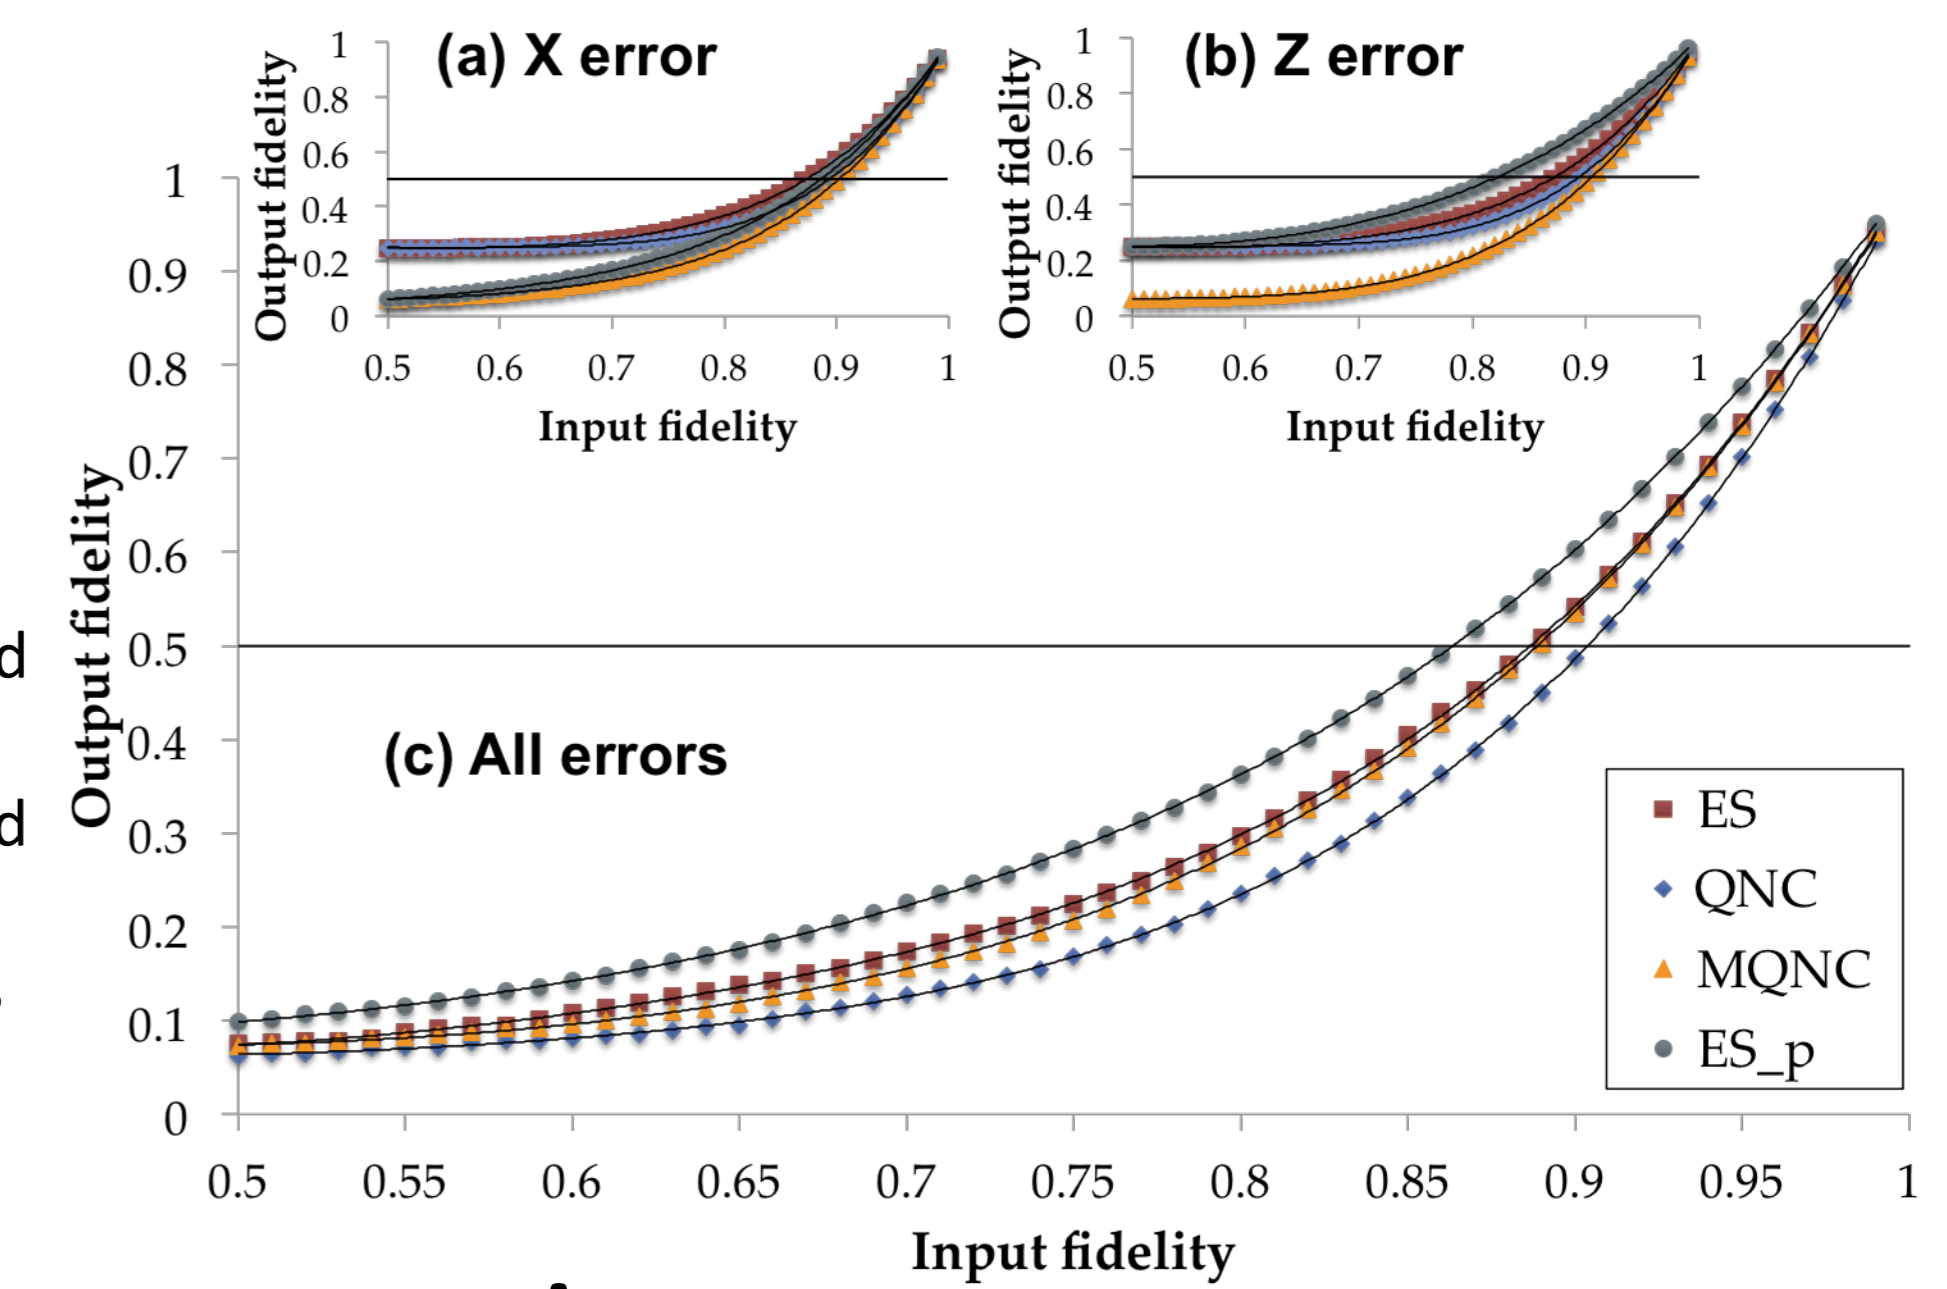 (a) X error
Output fidelity
1
0.8
0.6
0.4
0.2
0
0.5 0.6 0.7 0.8 0.9 1
Input fidelity
(b) Z error
Output fidelity
1
0.8
0.6
0.4
0.2
0
0.5 0.6 0.7 0.8 0.9 1
Input fidelity
(c) All errors
Output fidelity
1
0.9
0.8
0.7
0.6
0.5
0.4
0.3
0.2
0.1
0
0.5 0.55 0.6 0.65 0.7 0.75 0.8 0.85 0.9 0.95 1
Input fidelity
ES
QNC
MQNC
ES_p
d
d